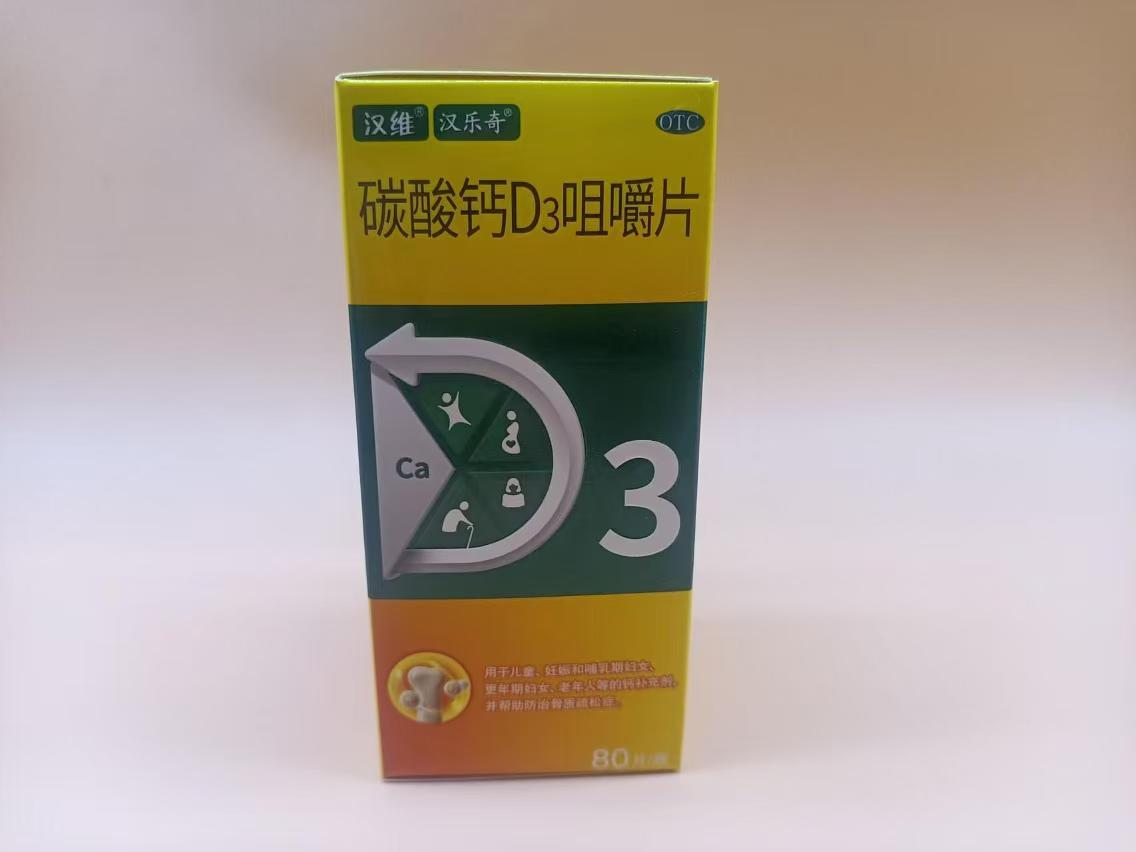 汉维® 汉乐奇® OTC
碳酸钙D3咀嚼片
Ca
3
用于儿童、妊娠和哺乳期妇女、
更年期妇女、老年人等的钙补充剂,
并帮助防治骨质疏松症。
80片/瓶